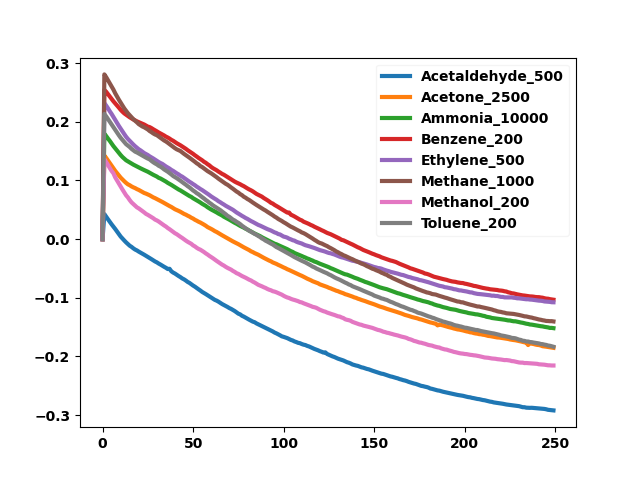 0.3
0.2
0.1
0.0
−0.1
−0.2
−0.3
0
50
100
150
200
250
Acetaldehyde_500
Acetone_2500
Ammonia_10000
Benzene_200
Ethylene_500
Methane_1000
Methanol_200
Toluene_200